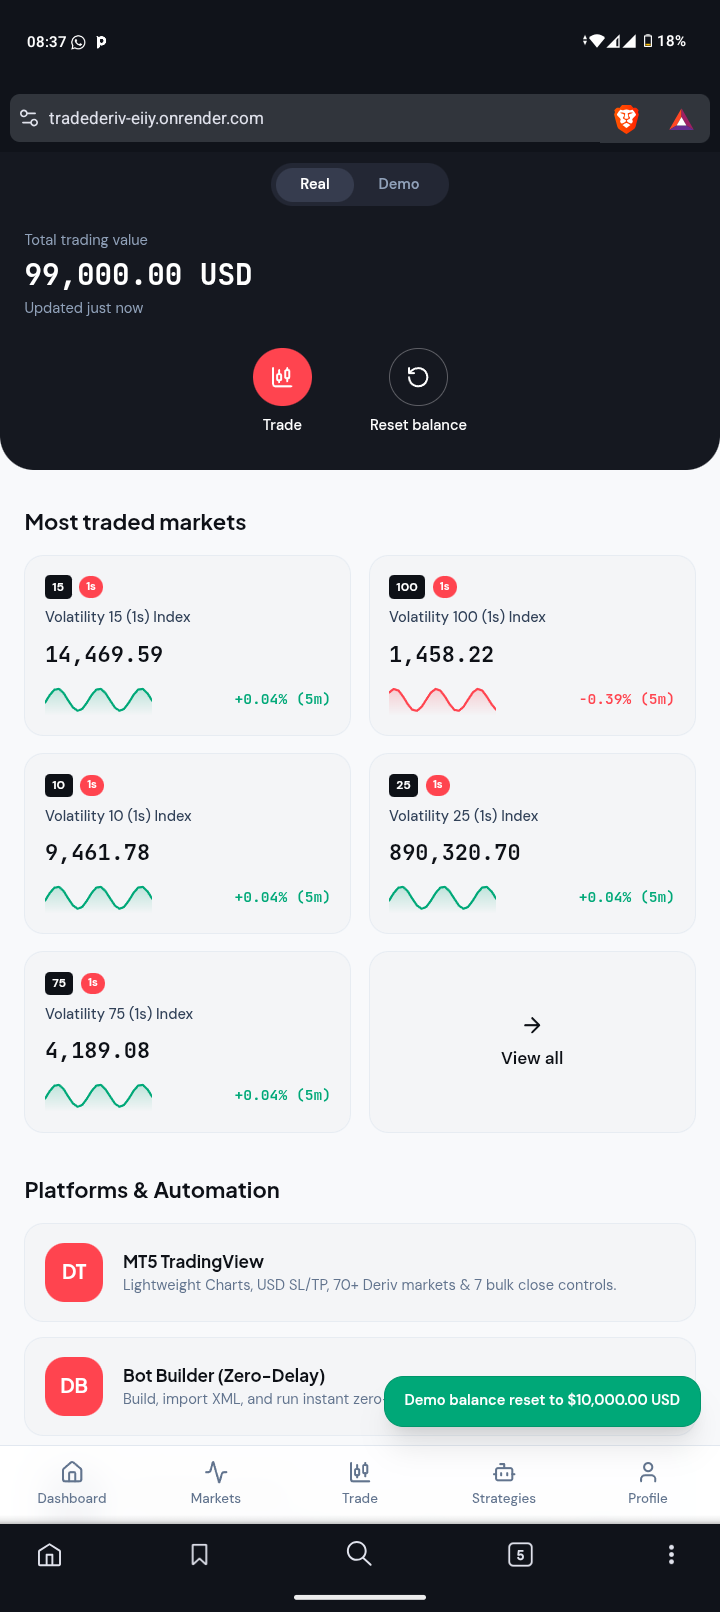 08:37
18%
tradederiv-eiiy.onrender.com
Real
Demo
Total trading value
99,000.00 USD
Updated just now
Trade
Reset balance
Most traded markets
15 1s
Volatility 15 (1s) Index
14,469.59
+0.04% (5m)
100 1s
Volatility 100 (1s) Index
1,458.22
-0.39% (5m)
10 1s
Volatility 10 (1s) Index
9,461.78
+0.04% (5m)
25 1s
Volatility 25 (1s) Index
890,320.70
+0.04% (5m)
75 1s
Volatility 75 (1s) Index
4,189.08
+0.04% (5m)
View all
Platforms & Automation
DT
MT5 TradingView
Lightweight Charts, USD SL/TP, 70+ Deriv markets & 7 bulk close controls.
DB
Bot Builder (Zero-Delay)
Build, import XML, and run instant zero-
Demo balance reset to $10,000.00 USD
Dashboard
Markets
Trade
Strategies
Profile
5